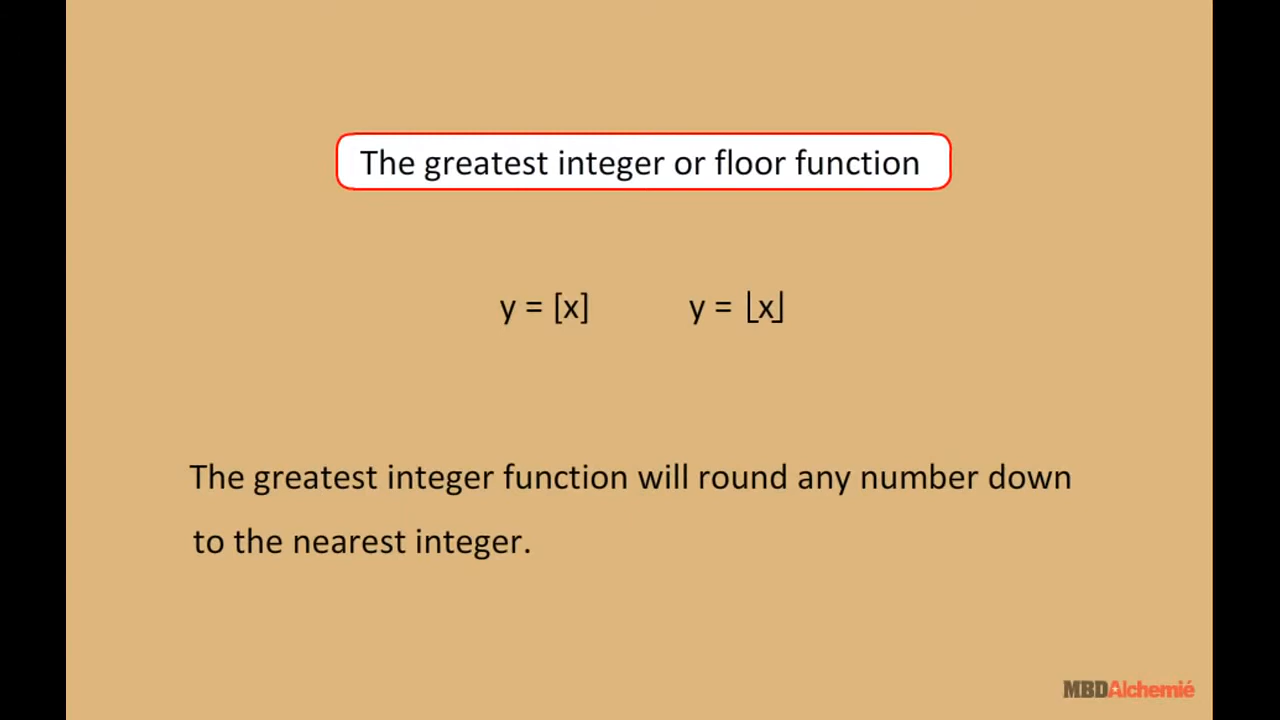 The greatest integer or floor function
y = [x] y = ⌊x⌋
The greatest integer function will round any number down
to the nearest integer.
MBDAlchemié